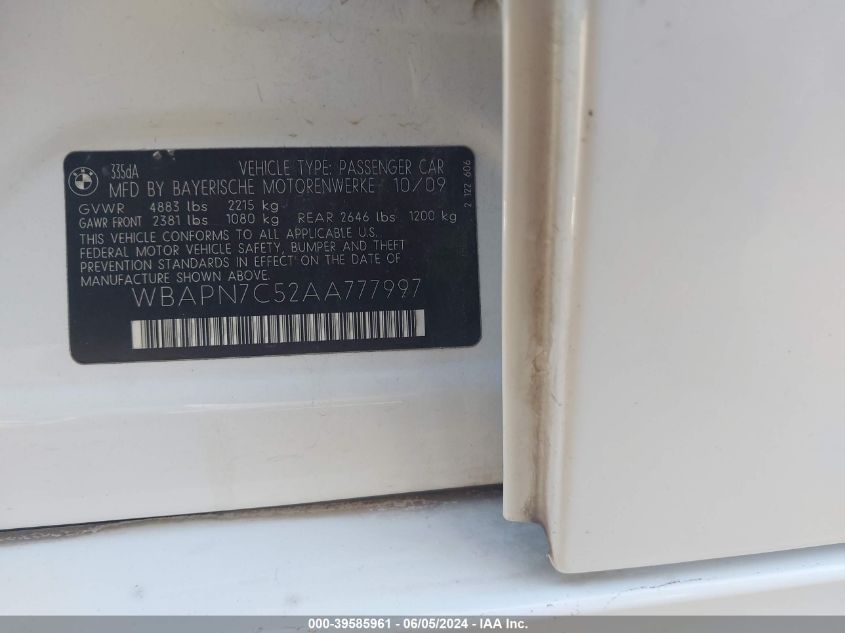 335dA VEHICLE TYPE: PASSENGER CAR
MFD BY BAYERISCHE MOTORENWERKE 10/09
GVWR 4883 lbs 2215 kg
GAWR FRONT 2381 lbs 1080 kg REAR 2646 lbs 1200 kg
THIS VEHICLE CONFORMS TO ALL APPLICABLE U.S.
FEDERAL MOTOR VEHICLE SAFETY, BUMPER AND THEFT
PREVENTION STANDARDS IN EFFECT ON THE DATE OF
MANUFACTURE SHOWN ABOVE.
WBAPN7C52AA777997
2 122 606
000-39585961 - 06/05/2024 - IAA Inc.